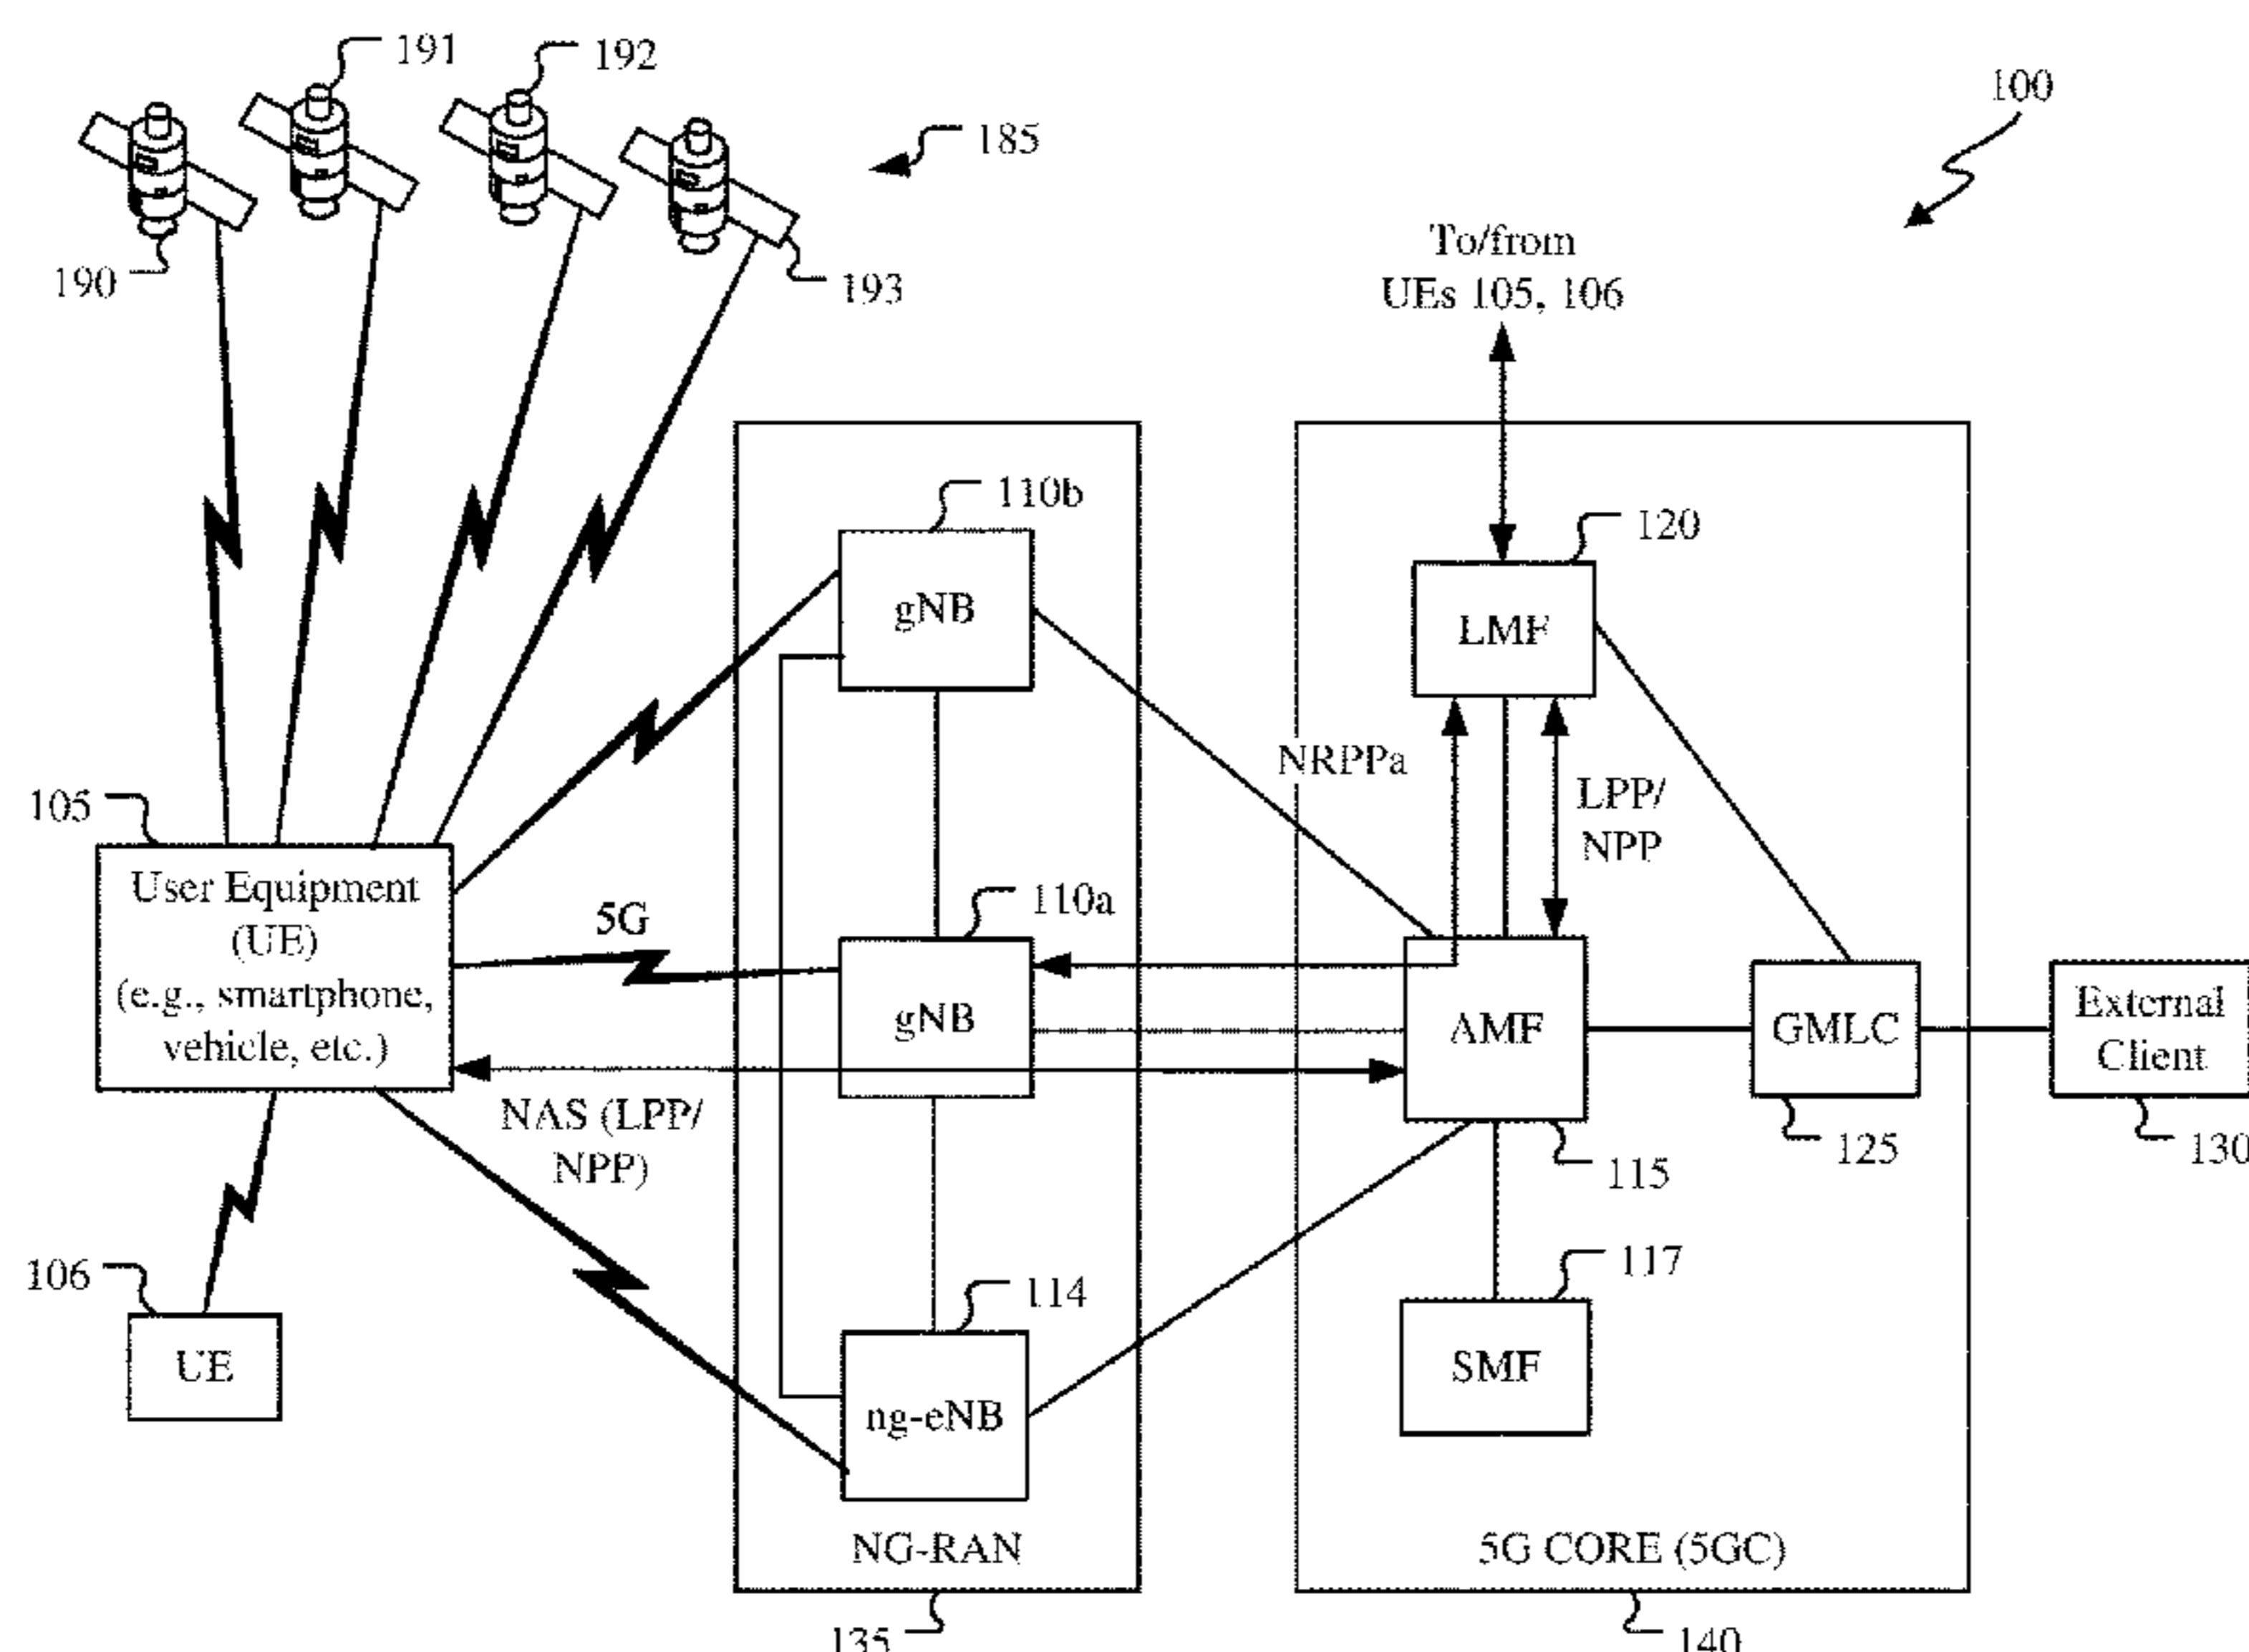 191
192
100
185
190
193
To/from
UEs 105, 106
110b
120
gNB
LMF
NRPPa
LPP/
NPP
105
User Equipment
(UE)
(e.g., smartphone,
vehicle, etc.)
5G
110a
gNB
AMF
GMLC
External
Client
NAS (LPP/
NPP)
115
125
130
106
UE
114
117
ng-eNB
SMF
NG-RAN
5G CORE (5GC)
135
140